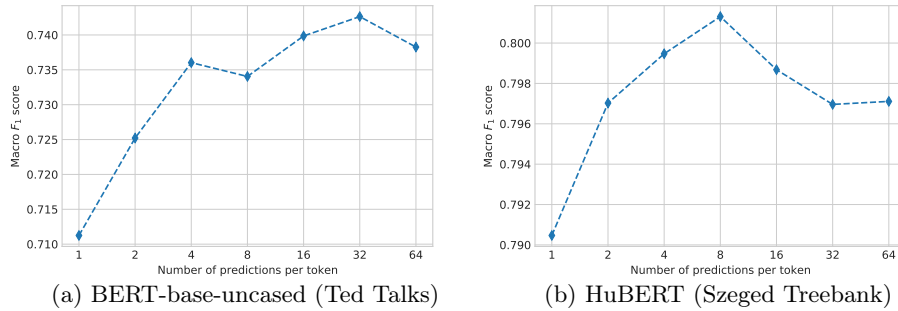 0.740
0.735
0.730
0.725
0.720
0.715
0.710
Macro F1 score
1 2 4 8 16 32 64
Number of predictions per token
(a) BERT-base-uncased (Ted Talks)
0.800
0.798
0.796
0.794
0.792
0.790
Macro F1 score
1 2 4 8 16 32 64
Number of predictions per token
(b) HuBERT (Szeged Treebank)